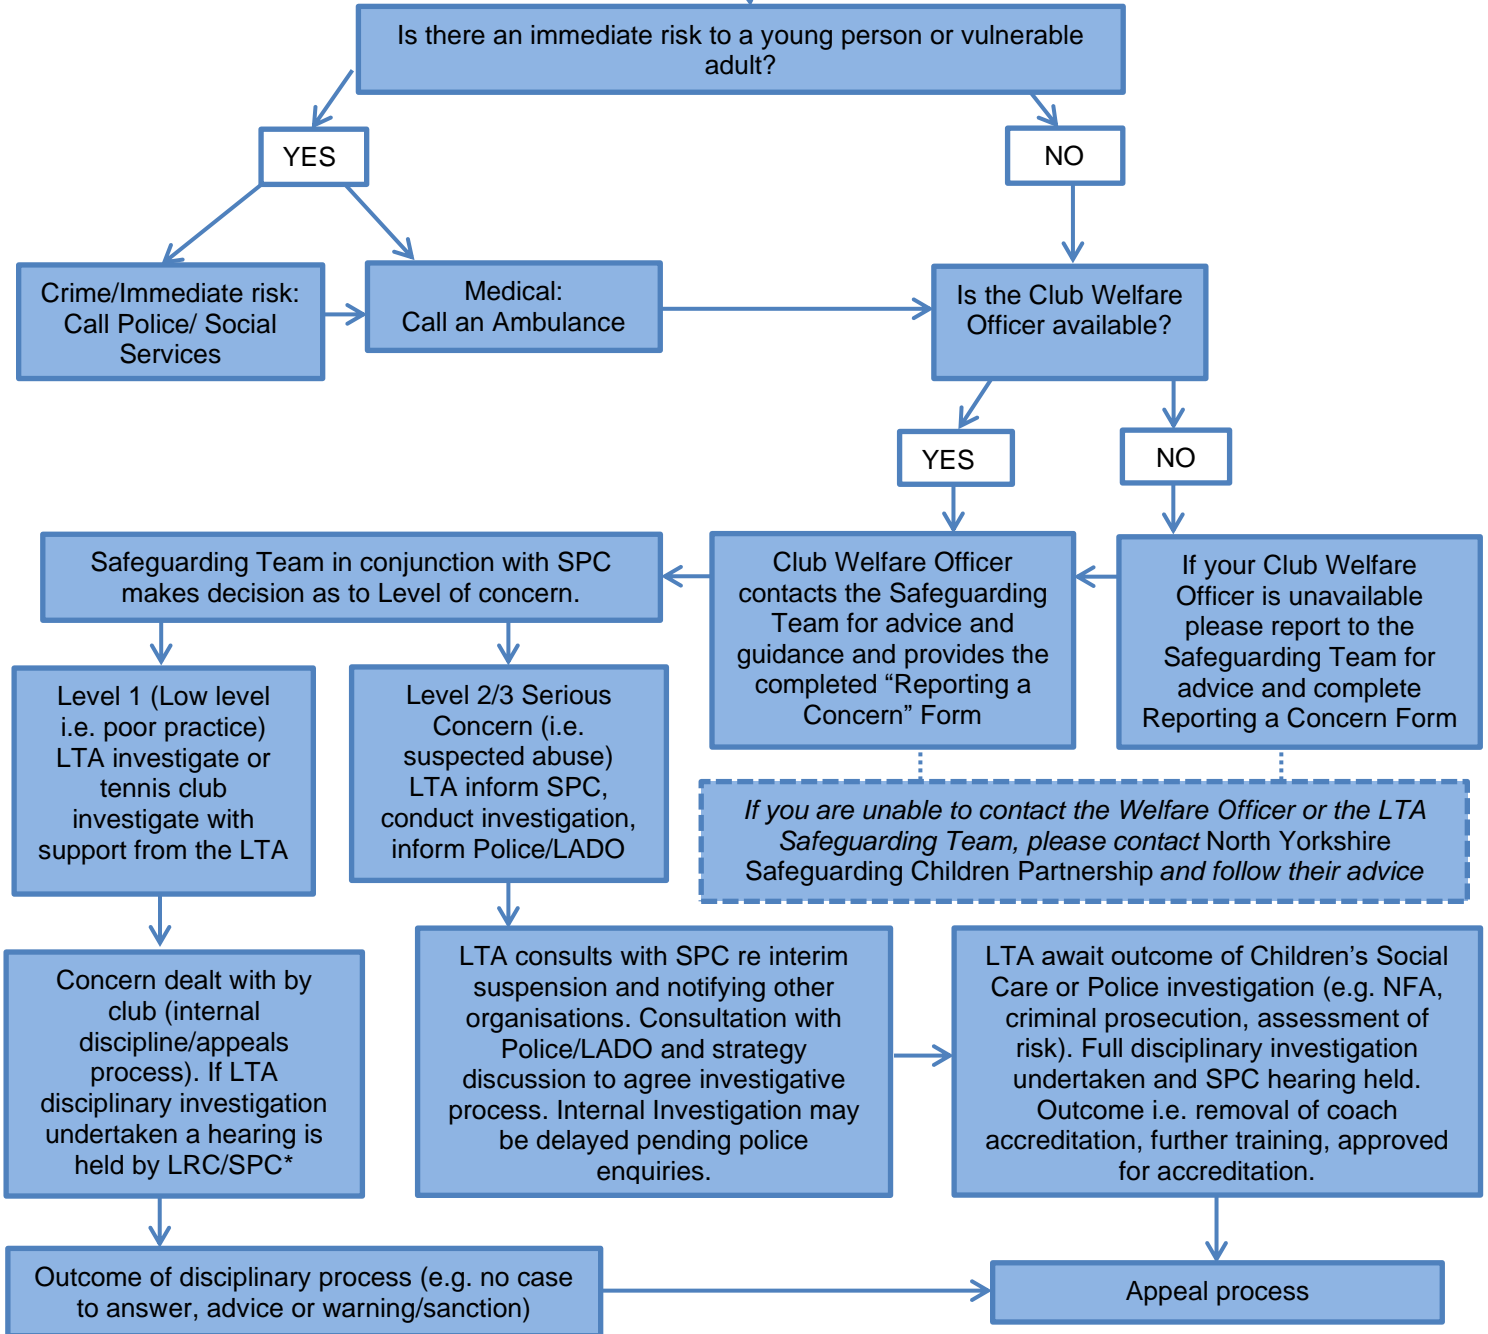 Is there an immediate risk to a young person or vulnerable
adult?
YES
NO
Crime/Immediate risk:
Call Police/ Social
Services
Medical:
Call an Ambulance
Is the Club Welfare
Officer available?
YES
NO
Safeguarding Team in conjunction with SPC
makes decision as to Level of concern.
Club Welfare Officer
contacts the Safeguarding
Team for advice and
guidance and provides the
completed “Reporting a
Concern” Form
If your Club Welfare
Officer is unavailable
please report to the
Safeguarding Team for
advice and complete
Reporting a Concern Form
Level 1 (Low level
i.e. poor practice)
LTA investigate or
tennis club
investigate with
support from the LTA
Level 2/3 Serious
Concern (i.e.
suspected abuse)
LTA inform SPC,
conduct investigation,
inform Police/LADO
If you are unable to contact the Welfare Officer or the LTA
Safeguarding Team, please contact North Yorkshire
Safeguarding Children Partnership and follow their advice
Concern dealt with by
club (internal
discipline/appeals
process). If LTA
disciplinary investigation
undertaken a hearing is
held by LRC/SPC*
LTA consults with SPC re interim
suspension and notifying other
organisations. Consultation with
Police/LADO and strategy
discussion to agree investigative
process. Internal Investigation may
be delayed pending police
enquiries.
LTA await outcome of Children’s Social
Care or Police investigation (e.g. NFA,
criminal prosecution, assessment of
risk). Full disciplinary investigation
undertaken and SPC hearing held.
Outcome i.e. removal of coach
accreditation, further training, approved
for accreditation.
Outcome of disciplinary process (e.g. no case
to answer, advice or warning/sanction)
Appeal process